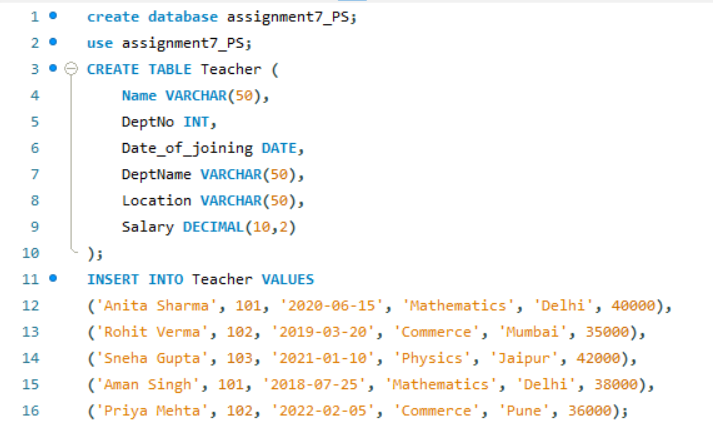 1 create database assignment7_PS;
2 use assignment7_PS;
3 CREATE TABLE Teacher (
4 Name VARCHAR(50),
5 DeptNo INT,
6 Date_of_joining DATE,
7 DeptName VARCHAR(50),
8 Location VARCHAR(50),
9 Salary DECIMAL(10,2)
10 );
11 INSERT INTO Teacher VALUES
12 ('Anita Sharma', 101, '2020-06-15', 'Mathematics', 'Delhi', 40000),
13 ('Rohit Verma', 102, '2019-03-20', 'Commerce', 'Mumbai', 35000),
14 ('Sneha Gupta', 103, '2021-01-10', 'Physics', 'Jaipur', 42000),
15 ('Aman Singh', 101, '2018-07-25', 'Mathematics', 'Delhi', 38000),
16 ('Priya Mehta', 102, '2022-02-05', 'Commerce', 'Pune', 36000);